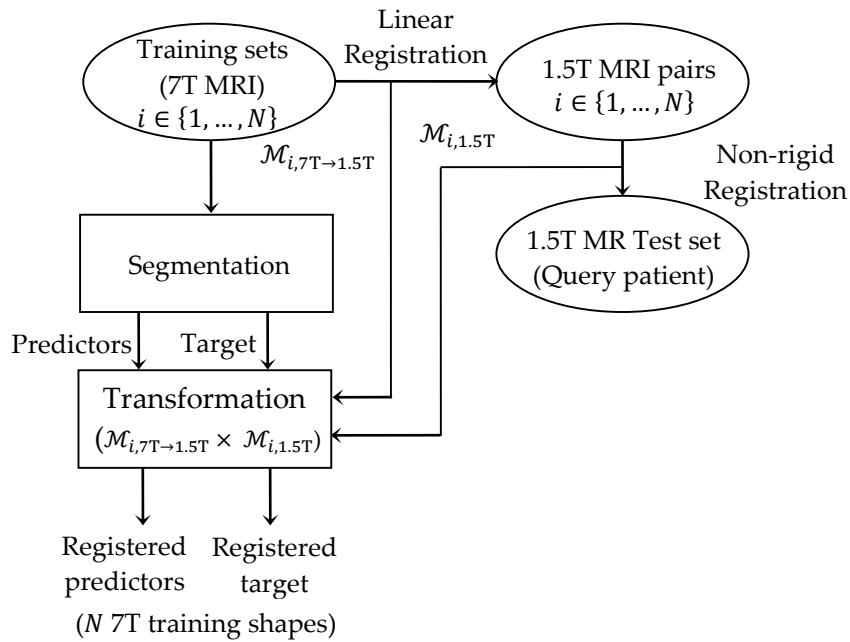 Training sets
(7T MRI)
i ∈ {1, … , N}
Linear
Registration
1.5T MRI pairs
i ∈ {1, … , N}
ℳi,7T→1.5T
ℳi,1.5T
Non-rigid
Registration
1.5T MR Test set
(Query patient)
Segmentation
Predictors
Target
Transformation
(ℳi,7T→1.5T × ℳi,1.5T)
Registered
predictors
Registered
target
(N 7T training shapes)